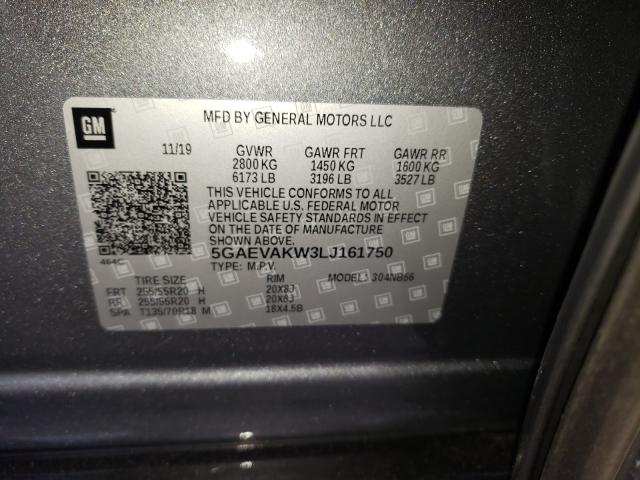 GM
MFD BY GENERAL MOTORS LLC
11/19 GVWR GAWR FRT GAWR RR
2800 KG 1450 KG 1600 KG
6173 LB 3196 LB 3527 LB
THIS VEHICLE CONFORMS TO ALL
APPLICABLE U.S. FEDERAL MOTOR
VEHICLE SAFETY STANDARDS IN EFFECT
ON THE DATE OF MANUFACTURE
SHOWN ABOVE.
5GAEVAKW3LJ161750
464C
TYPE: M.P.V. MODEL: 304NB56
TIRE SIZE RIM
FRT 255/55R20 H 20X8J
RR 255/55R20 H 20X8J
SPA T135/70R18 M 18X4.5B